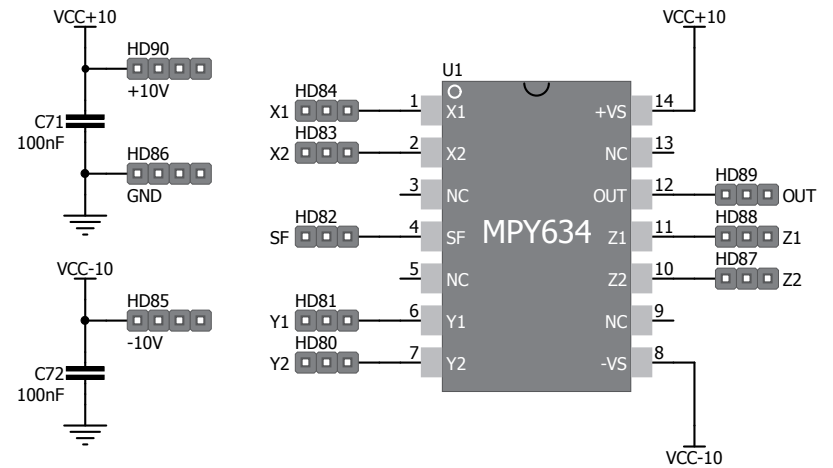 VCC+10
HD90
+10V
C71
100nF
HD86
GND
VCC-10
HD85
-10V
C72
100nF
U1
VCC+10
HD84
X1 1 X1 +VS 14
HD83
X2 2 X2 NC 13
3 NC OUT 12 HD89 OUT
HD82
SF 4 SF MPY634 Z1 11 HD88 Z1
5 NC Z2 10 HD87 Z2
HD81
Y1 6 Y1 NC 9
HD80
Y2 7 Y2 -VS 8
VCC-10